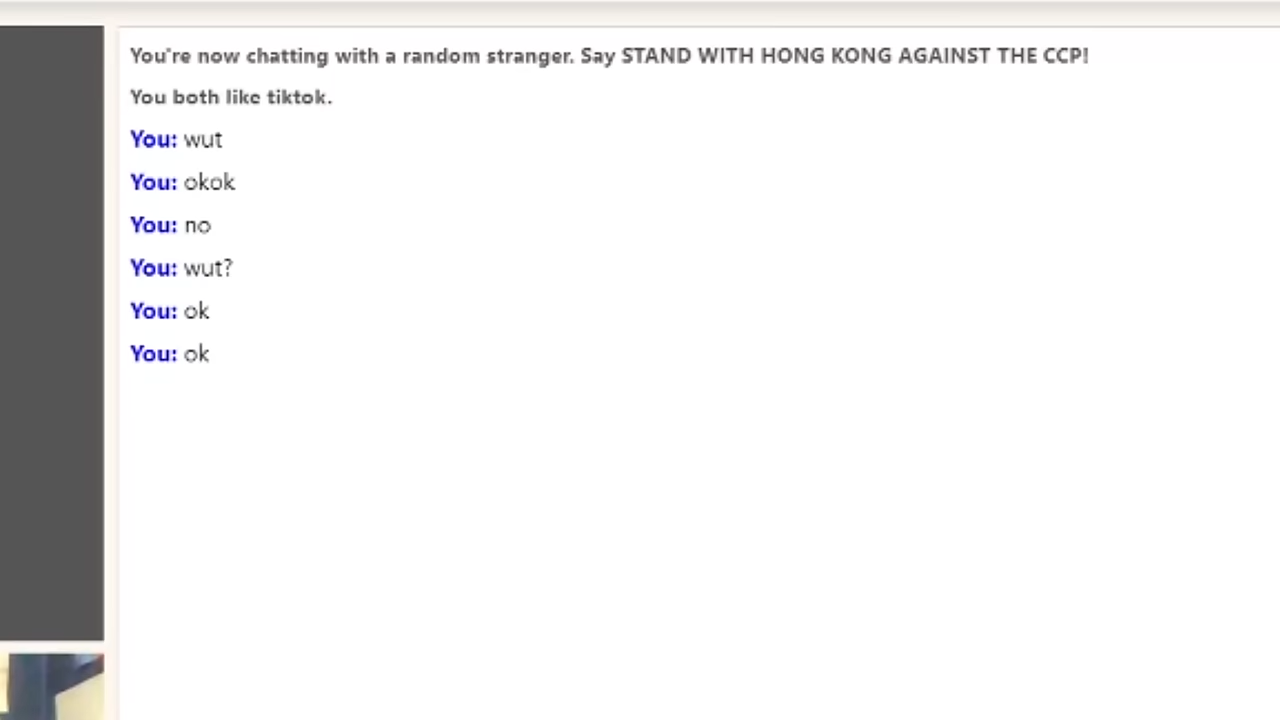 You're now chatting with a random stranger. Say STAND WITH HONG KONG AGAINST THE CCP!
You both like tiktok.
You: wut
You: okok
You: no
You: wut?
You: ok
You: ok